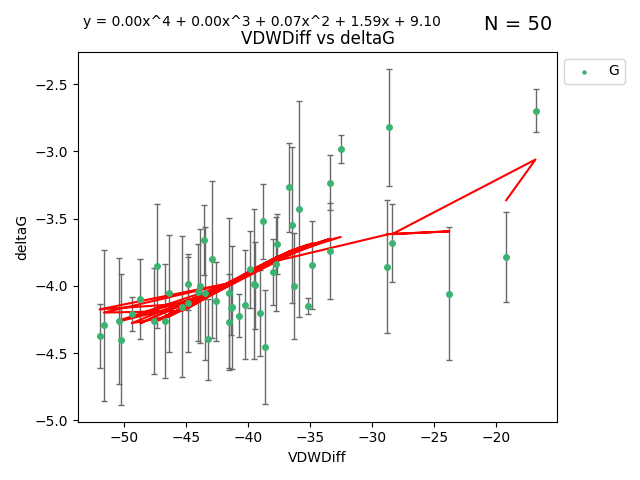 y = 0.00x^4 + 0.00x^3 + 0.07x^2 + 1.59x + 9.10
N = 50
VDWDiff vs deltaG
G
deltaG
−2.5
−3.0
−3.5
−4.0
−4.5
−5.0
−50 −45 −40 −35 −30 −25 −20
VDWDiff